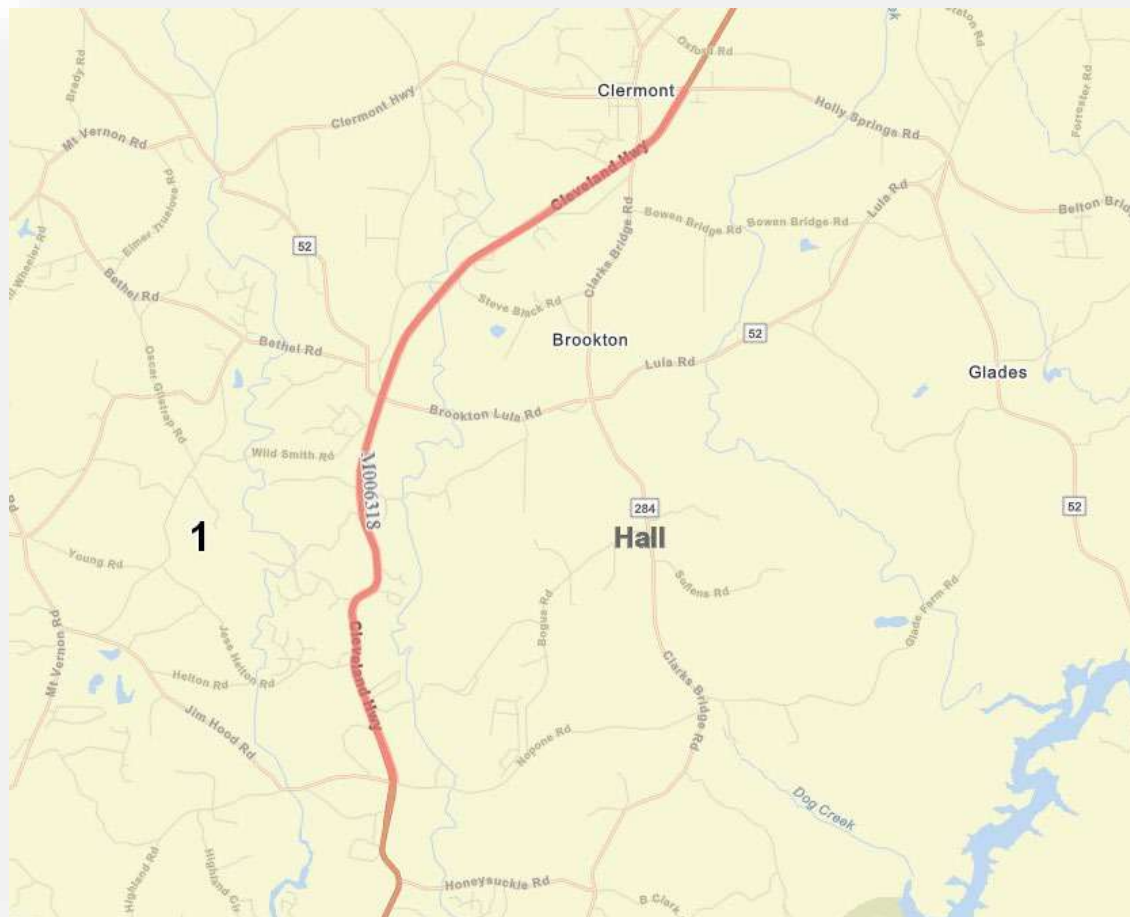 Oxford Rd
Clermont
Brady Rd
Clermont Hwy
Holly Springs Rd
Forrester Rd
Mt Vernon Rd
Cleveland Hwy
Lula Rd
Elmer Truelove Rd
Belton
Bowen Bridge Rd
Bowen Bridge Rd
Wheeler Rd
52
Clarks Bridge Rd
Bethel Rd
Steve Black Rd
Bethel Rd
Brookton
52
Lula Rd
Glades
Oscar Gilstrap Rd
Brookton Lula Rd
Wild Smith Rd
M006318
Rd
284
52
1
Hall
Young Rd
Bogus Rd
Glade Farm Rd
Mt Vernon Rd
Jess Helton Rd
Cleveland Hwy
Helton Rd
Clarks Bridge Rd
Jim Hood Rd
Nopone Rd
Dog Creek
Highland Rd
Honeysuckle Rd
B Clark